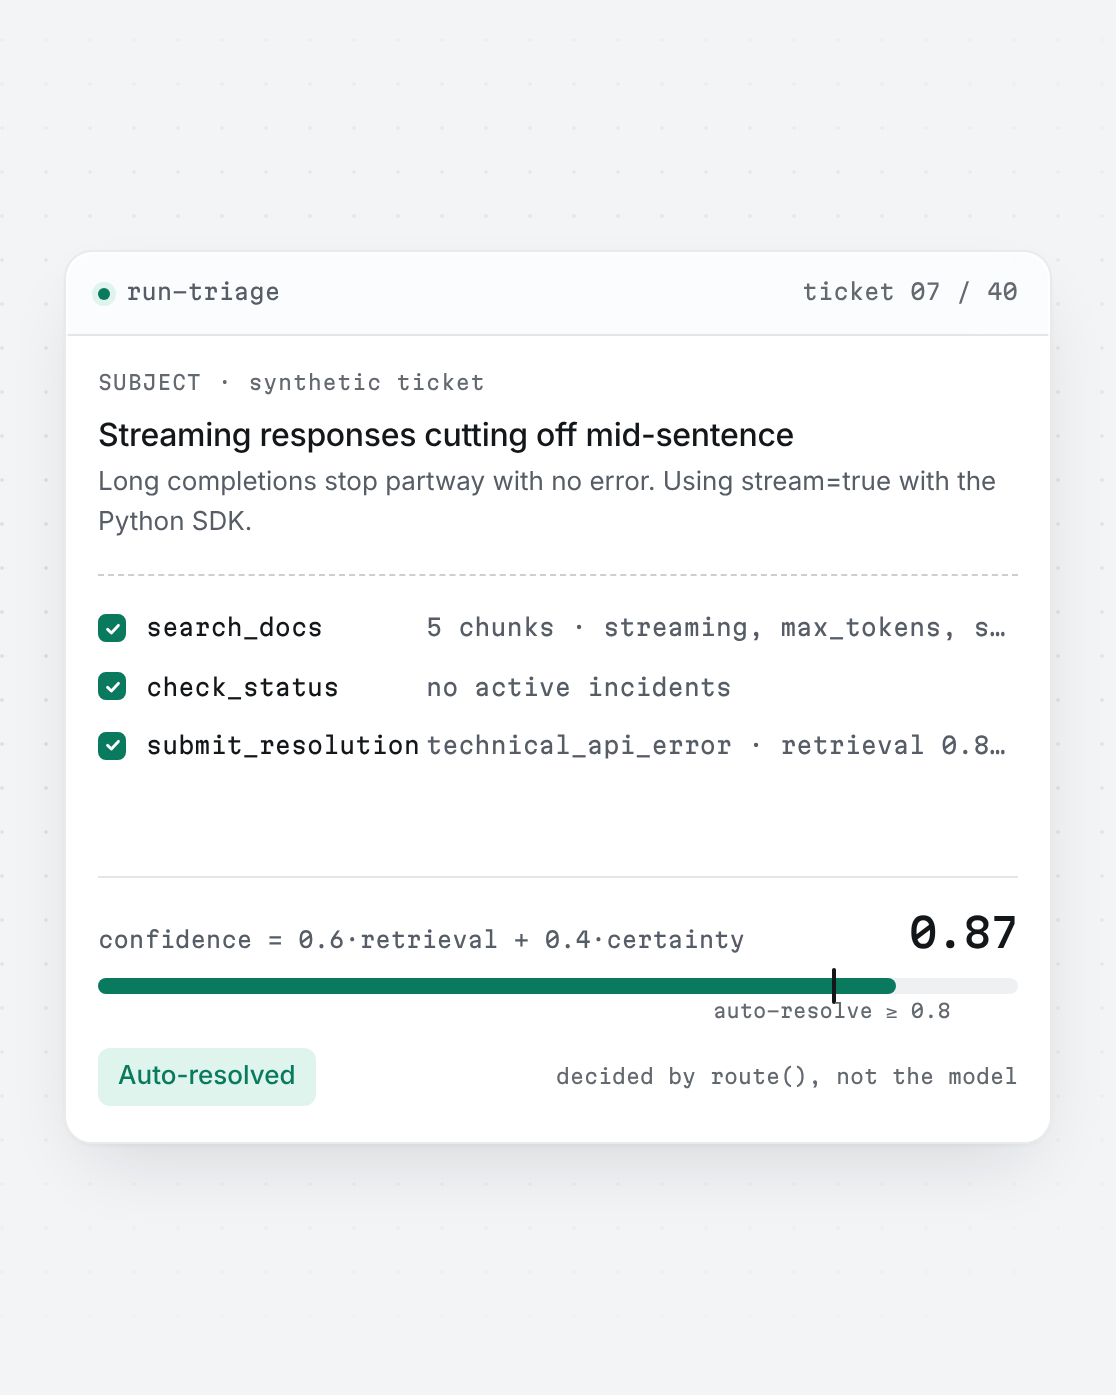 run-triage
ticket 07 / 40
SUBJECT · synthetic ticket
Streaming responses cutting off mid-sentence
Long completions stop partway with no error. Using stream=true with the
Python SDK.
search_docs 5 chunks · streaming, max_tokens, s…
check_status no active incidents
submit_resolution technical_api_error · retrieval 0.8…
confidence = 0.6·retrieval + 0.4·certainty 0.87
auto-resolve ≥ 0.8
Auto-resolved
decided by route(), not the model